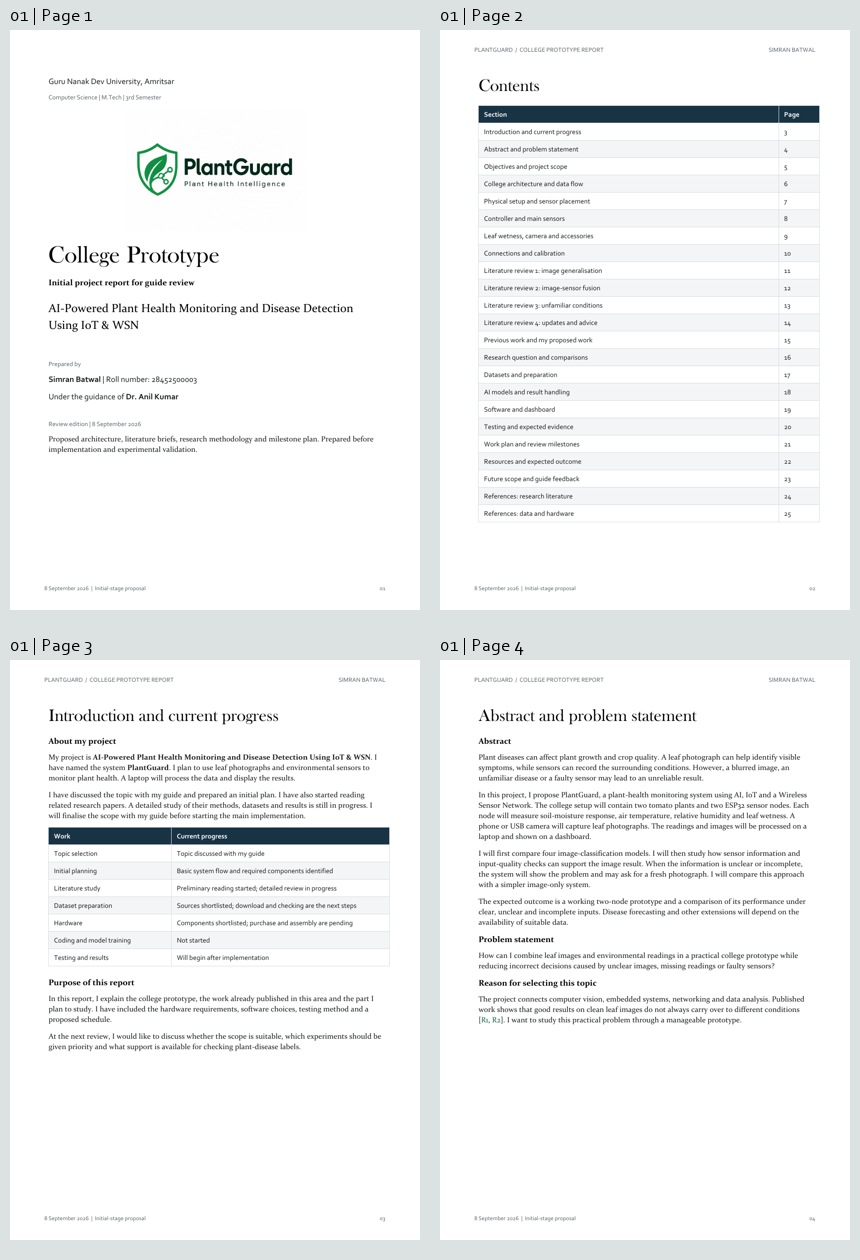 01 | Page 1
Guru Nanak Dev University, Amritsar
Computer Science | M.Tech | 3rd Semester
PlantGuard
Plant Health Intelligence
College Prototype
Initial project report for guide review
AI-Powered Plant Health Monitoring and Disease Detection
Using IoT & WSN
Prepared by
Simran Batwal | Roll number: 28452500003
Under the guidance of Dr. Anil Kumar
Review edition | 8 September 2026
Proposed architecture, literature briefs, research methodology and milestone plan. Prepared before
implementation and experimental validation.
8 September 2026 | Initial-stage proposal 01
01 | Page 2
PLANTGUARD / COLLEGE PROTOTYPE REPORT SIMRAN BATWAL
Contents
Section Page
Introduction and current progress 3
Abstract and problem statement 4
Objectives and project scope 5
College architecture and data flow 6
Physical setup and sensor placement 7
Controller and main sensors 8
Leaf wetness, camera and accessories 9
Connections and calibration 10
Literature review 1: image generalisation 11
Literature review 2: image-sensor fusion 12
Literature review 3: unfamiliar conditions 13
Literature review 4: updates and advice 14
Previous work and my proposed work 15
Research question and comparisons 16
Datasets and preparation 17
AI models and result handling 18
Software and dashboard 19
Testing and expected evidence 20
Work plan and review milestones 21
Resources and expected outcome 22
Future scope and guide feedback 23
References: research literature 24
References: data and hardware 25
8 September 2026 | Initial-stage proposal 02
01 | Page 3
PLANTGUARD / COLLEGE PROTOTYPE REPORT SIMRAN BATWAL
Introduction and current progress
About my project
My project is AI-Powered Plant Health Monitoring and Disease Detection Using IoT & WSN. I
have named the system PlantGuard. I plan to use leaf photographs and environmental sensors to
monitor plant health. A laptop will process the data and display the results.
I have discussed the topic with my guide and prepared an initial plan. I have also started reading
related research papers. A detailed study of their methods, datasets and results is still in progress. I
will finalise the scope with my guide before starting the main implementation.
Work Current progress
Topic selection Topic discussed with my guide
Initial planning Basic system flow and required components identified
Literature study Preliminary reading started; detailed review in progress
Dataset preparation Sources shortlisted; download and checking are the next steps
Hardware Components shortlisted; purchase and assembly are pending
Coding and model training Not started
Testing and results Will begin after implementation
Purpose of this report
In this report, I explain the college prototype, the work already published in this area and the part I
plan to study. I have included the hardware requirements, software choices, testing method and a
proposed schedule.
At the next review, I would like to discuss whether the scope is suitable, which experiments should be
given priority and what support is available for checking plant-disease labels.
8 September 2026 | Initial-stage proposal 03
01 | Page 4
PLANTGUARD / COLLEGE PROTOTYPE REPORT SIMRAN BATWAL
Abstract and problem statement
Abstract
Plant diseases can affect plant growth and crop quality. A leaf photograph can help identify visible
symptoms, while sensors can record the surrounding conditions. However, a blurred image, an
unfamiliar disease or a faulty sensor may lead to an unreliable result.
In this project, I propose PlantGuard, a plant-health monitoring system using AI, IoT and a Wireless
Sensor Network. The college setup will contain two tomato plants and two ESP32 sensor nodes. Each
node will measure soil-moisture response, air temperature, relative humidity and leaf wetness. A
phone or USB camera will capture leaf photographs. The readings and images will be processed on a
laptop and shown on a dashboard.
I will first compare four image-classification models. I will then study how sensor information and
input-quality checks can support the image result. When the information is unclear or incomplete,
the system will show the problem and may ask for a fresh photograph. I will compare this approach
with a simpler image-only system.
The expected outcome is a working two-node prototype and a comparison of its performance under
clear, unclear and incomplete inputs. Disease forecasting and other extensions will depend on the
availability of suitable data.
Problem statement
How can I combine leaf images and environmental readings in a practical college prototype while
reducing incorrect decisions caused by unclear images, missing readings or faulty sensors?
Reason for selecting this topic
The project connects computer vision, embedded systems, networking and data analysis. Published
work shows that good results on clean leaf images do not always carry over to different conditions
[R1, R2]. I want to study this practical problem through a manageable prototype.
8 September 2026 | Initial-stage proposal 04